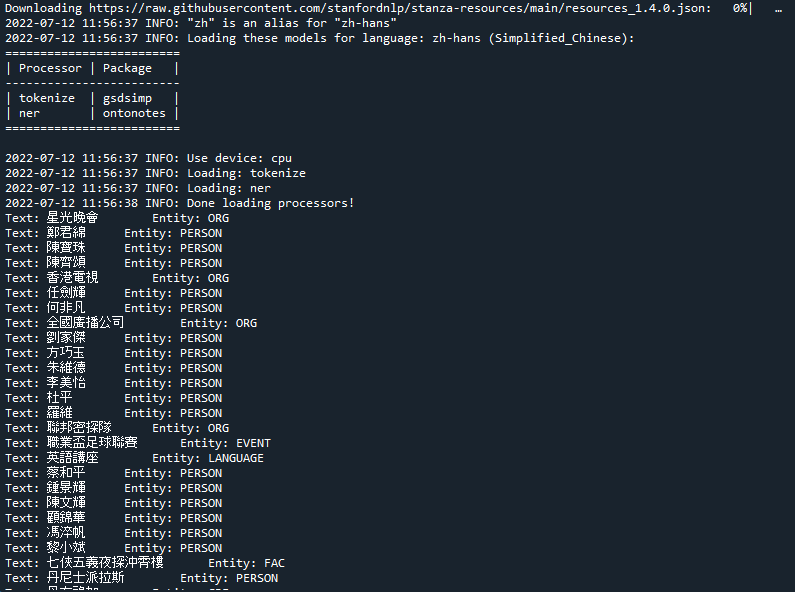 Downloading https://raw.githubusercontent.com/stanfordnlp/stanza-resources/main/resources_1.4.0.json:   0%|   …
2022-07-12 11:56:37 INFO: "zh" is an alias for "zh-hans"
2022-07-12 11:56:37 INFO: Loading these models for language: zh-hans (Simplified_Chinese):
=========================
| Processor | Package   |
-------------------------
| tokenize  | gsdsimp   |
| ner       | ontonotes |
=========================
2022-07-12 11:56:37 INFO: Use device: cpu
2022-07-12 11:56:37 INFO: Loading: tokenize
2022-07-12 11:56:37 INFO: Loading: ner
2022-07-12 11:56:38 INFO: Done loading processors!
Text: 星光晚會	Entity: ORG
Text: 鄭君綿	Entity: PERSON
Text: 陳寶珠	Entity: PERSON
Text: 陳齊頌	Entity: PERSON
Text: 香港電視	Entity: ORG
Text: 任劍輝	Entity: PERSON
Text: 何非凡	Entity: PERSON
Text: 全國廣播公司	Entity: ORG
Text: 劉家傑	Entity: PERSON
Text: 方巧玉	Entity: PERSON
Text: 朱維德	Entity: PERSON
Text: 李美怡	Entity: PERSON
Text: 杜平	Entity: PERSON
Text: 羅維	Entity: PERSON
Text: 聯邦密探隊	Entity: ORG
Text: 職業盃足球聯賽	Entity: EVENT
Text: 英語講座	Entity: LANGUAGE
Text: 蔡和平	Entity: PERSON
Text: 鍾景輝	Entity: PERSON
Text: 陳文輝	Entity: PERSON
Text: 顧錦華	Entity: PERSON
Text: 馮淬帆	Entity: PERSON
Text: 黎小斌	Entity: PERSON
Text: 七俠五義夜探沖霄樓	Entity: FAC
Text: 丹尼士派拉斯	Entity: PERSON